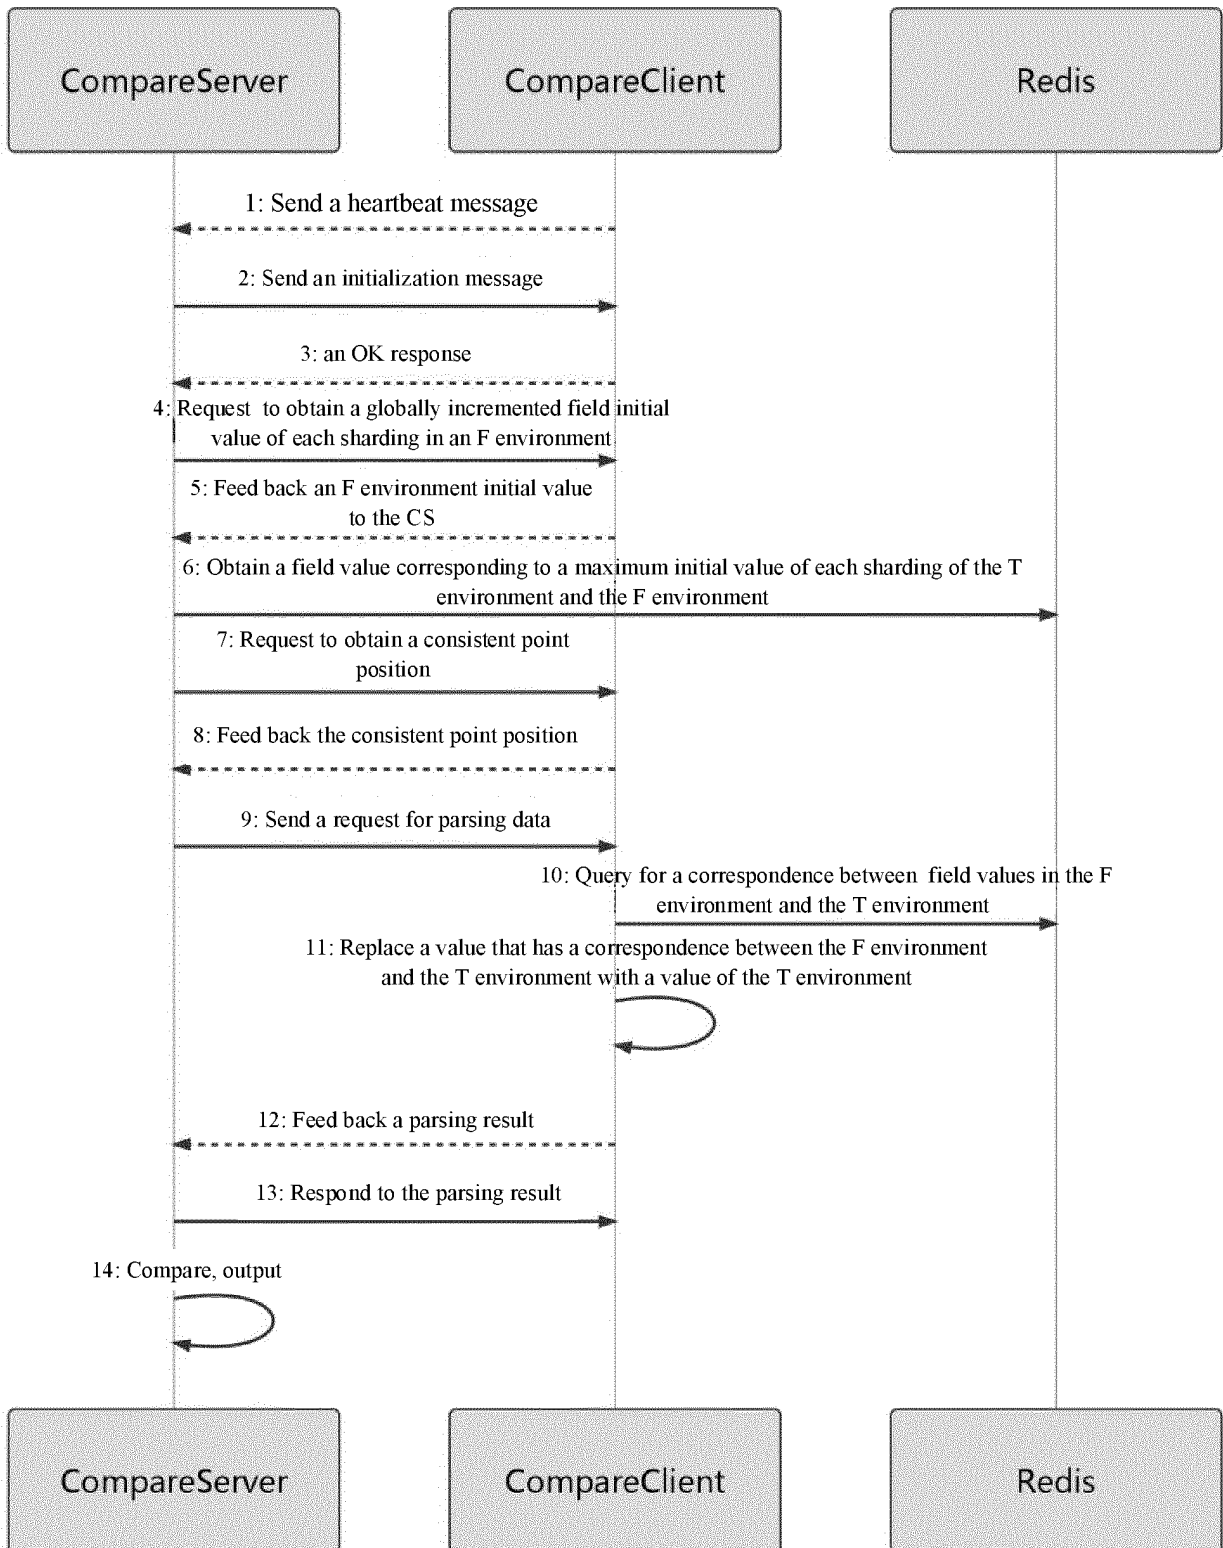 CompareServer
CompareClient
Redis
1: Send a heartbeat message
2: Send an initialization message
3: an OK response
4: Request to obtain a globally incremented field initial
value of each sharding in an F environment
5: Feed back an F environment initial value
to the CS
6: Obtain a field value corresponding to a maximum initial value of each sharding of the T
environment and the F environment
7: Request to obtain a consistent point
position
8: Feed back the consistent point position
9: Send a request for parsing data
10: Query for a correspondence between field values in the F
environment and the T environment
11: Replace a value that has a correspondence between the F environment
and the T environment with a value of the T environment
12: Feed back a parsing result
13: Respond to the parsing result
14: Compare, output
CompareServer
CompareClient
Redis